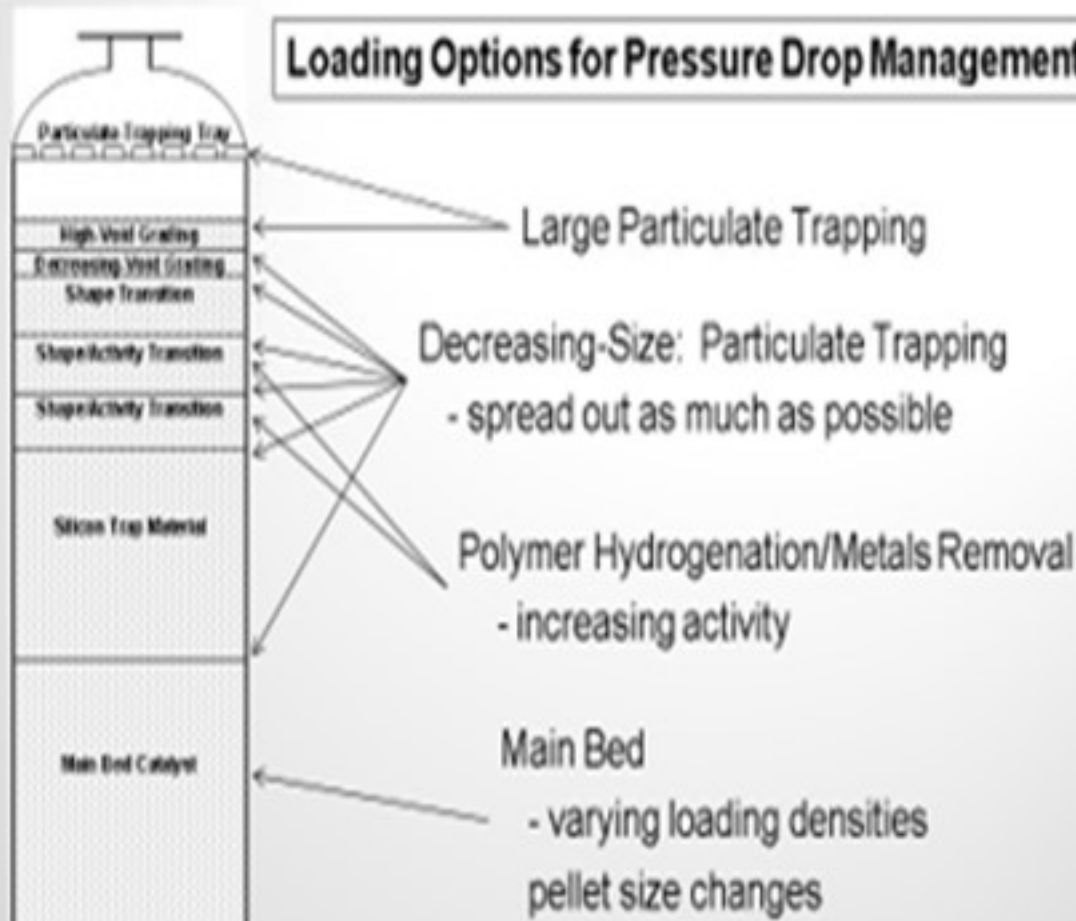 Loading Options for Pressure Drop Management
Particulate Trapping Tray
High Void Grading
Decreasing Void Grading
Shape Transition
Shape/Activity Transition
Shape/Activity Transition
Silicon Trap Material
Main Bed Catalyst
Large Particulate Trapping
Decreasing-Size: Particulate Trapping
- spread out as much as possible
Polymer Hydrogenation/Metals Removal
- increasing activity
Main Bed
- varying loading densities
pellet size changes